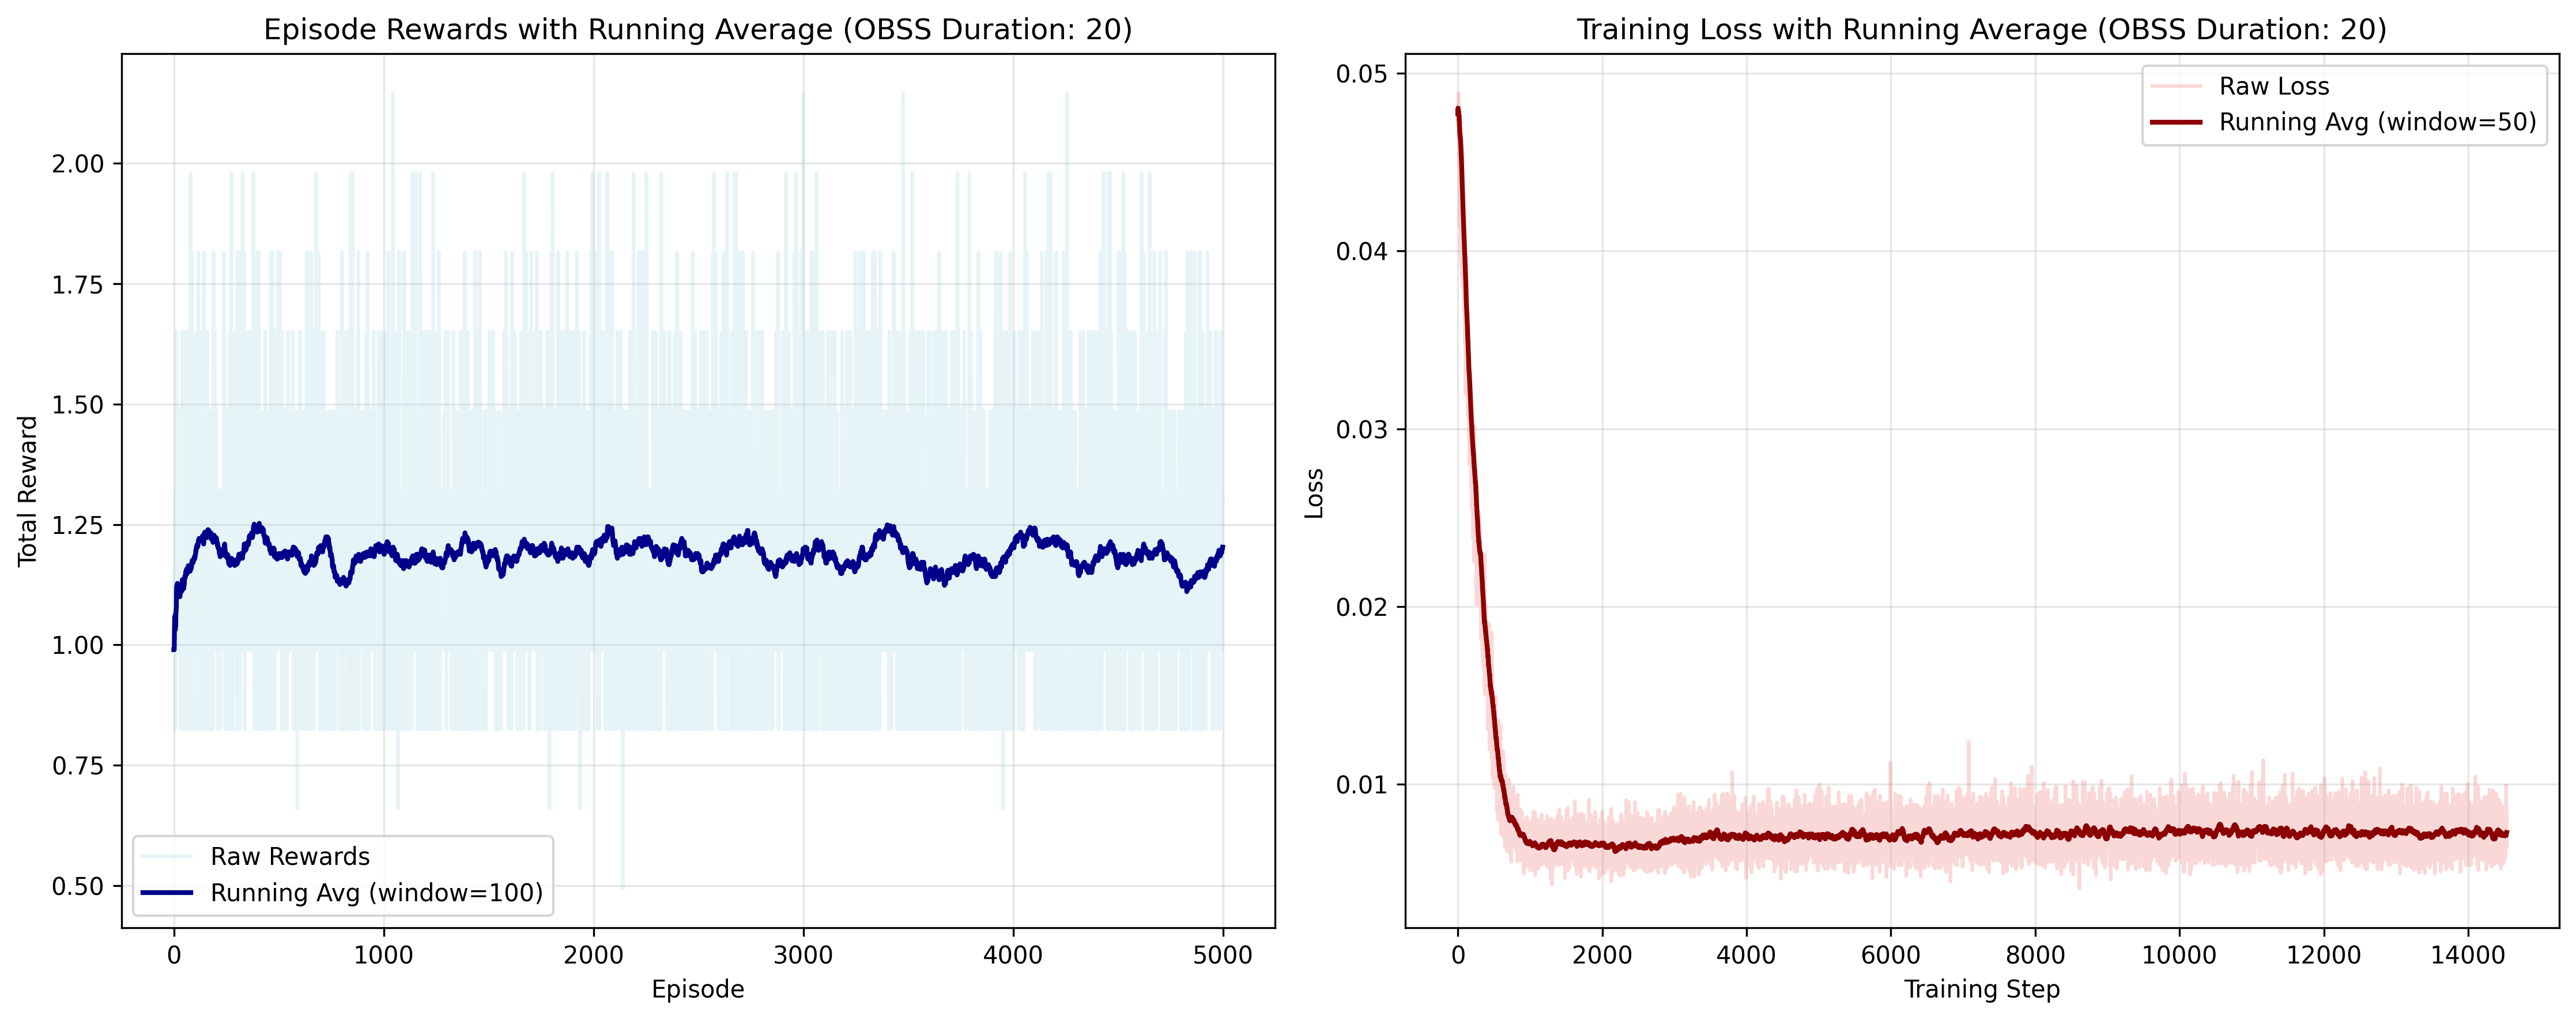 Episode Rewards with Running Average (OBSS Duration: 20)
Total Reward
2.00
1.75
1.50
1.25
1.00
0.75
0.50
Raw Rewards
Running Avg (window=100)
0 1000 2000 3000 4000 5000
Episode
Training Loss with Running Average (OBSS Duration: 20)
Loss
0.05
0.04
0.03
0.02
0.01
Raw Loss
Running Avg (window=50)
0 2000 4000 6000 8000 10000 12000 14000
Training Step